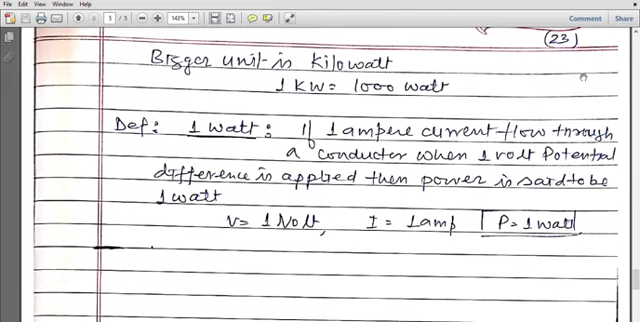 File Edit View Window Help
5 / 5 143% Comment Share
(23)
Bigger unit is Kilowatt
1 KW = 1000 watt
Def: 1 watt: If 1 ampere current flow through
a conductor when 1 volt Potential
difference is applied then power is said to be
1 watt
V= 1 Volt, I = 1 amp P = 1 watt